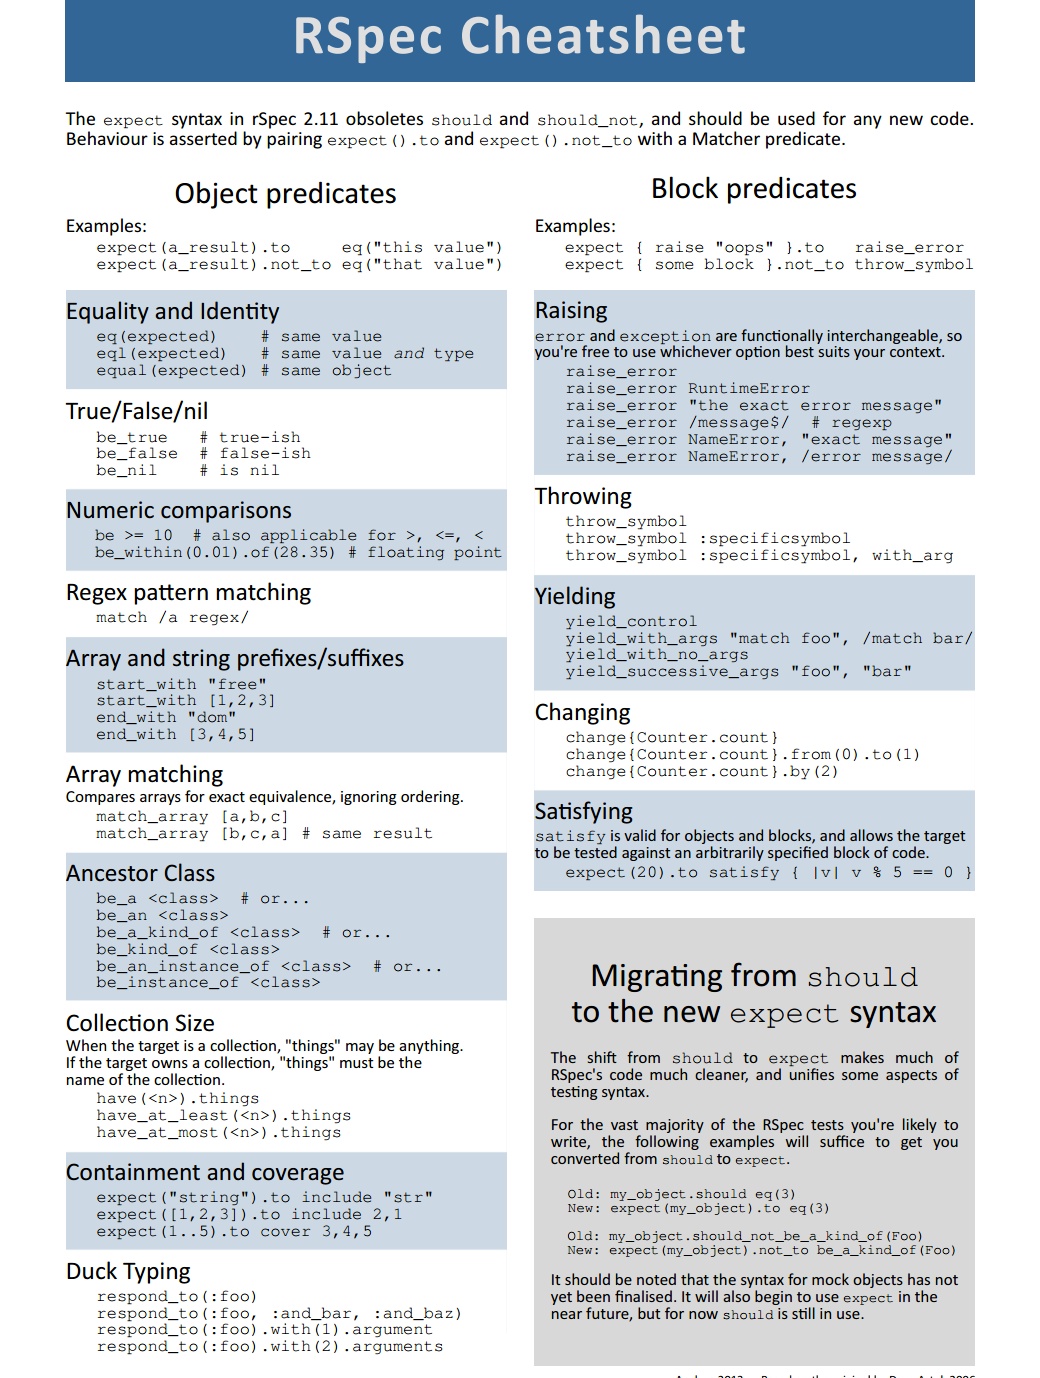 RSpec Cheatsheet
The expect syntax in rSpec 2.11 obsoletes should and should_not, and should be used for any new code.
Behaviour is asserted by pairing expect().to and expect().not_to with a Matcher predicate.
Object predicates
Examples:
expect(a_result).to     eq("this value")
expect(a_result).not_to eq("that value")
Equality and Identity
eq(expected)    # same value
eql(expected)   # same value and type
equal(expected) # same object
True/False/nil
be_true   # true-ish
be_false  # false-ish
be_nil    # is nil
Numeric comparisons
be >= 10  # also applicable for >, <=, <
be_within(0.01).of(28.35) # floating point
Regex pattern matching
match /a regex/
Array and string prefixes/suffixes
start_with "free"
start_with [1,2,3]
end_with "dom"
end_with [3,4,5]
Array matching
Compares arrays for exact equivalence, ignoring ordering.
match_array [a,b,c]
match_array [b,c,a] # same result
Ancestor Class
be_a <class>  # or...
be_an <class>
be_a_kind_of <class>  # or...
be_kind_of <class>
be_an_instance_of <class>  # or...
be_instance_of <class>
Collection Size
When the target is a collection, "things" may be anything.
If the target owns a collection, "things" must be the
name of the collection.
have(<n>).things
have_at_least(<n>).things
have_at_most(<n>).things
Containment and coverage
expect("string").to include "str"
expect([1,2,3]).to include 2,1
expect(1..5).to cover 3,4,5
Duck Typing
respond_to(:foo)
respond_to(:foo, :and_bar, :and_baz)
respond_to(:foo).with(1).argument
respond_to(:foo).with(2).arguments
Block predicates
Examples:
expect { raise "oops" }.to   raise_error
expect { some block }.not_to throw_symbol
Raising
error and exception are functionally interchangeable, so
you're free to use whichever option best suits your context.
raise_error
raise_error RuntimeError
raise_error "the exact error message"
raise_error /message$/  # regexp
raise_error NameError, "exact message"
raise_error NameError, /error message/
Throwing
throw_symbol
throw_symbol :specificsymbol
throw_symbol :specificsymbol, with_arg
Yielding
yield_control
yield_with_args "match foo", /match bar/
yield_with_no_args
yield_successive_args "foo", "bar"
Changing
change{Counter.count}
change{Counter.count}.from(0).to(1)
change{Counter.count}.by(2)
Satisfying
satisfy is valid for objects and blocks, and allows the target
to be tested against an arbitrarily specified block of code.
expect(20).to satisfy { |v| v % 5 == 0 }
Migrating from should
to the new expect syntax
The shift from should to expect makes much of
RSpec's code much cleaner, and unifies some aspects of
testing syntax.
For the vast majority of the RSpec tests you're likely to
write, the following examples will suffice to get you
converted from should to expect.
Old: my_object.should eq(3)
New: expect(my_object).to eq(3)
Old: my_object.should_not_be_a_kind_of(Foo)
New: expect(my_object).not_to be_a_kind_of(Foo)
It should be noted that the syntax for mock objects has not
yet been finalised. It will also begin to use expect in the
near future, but for now should is still in use.